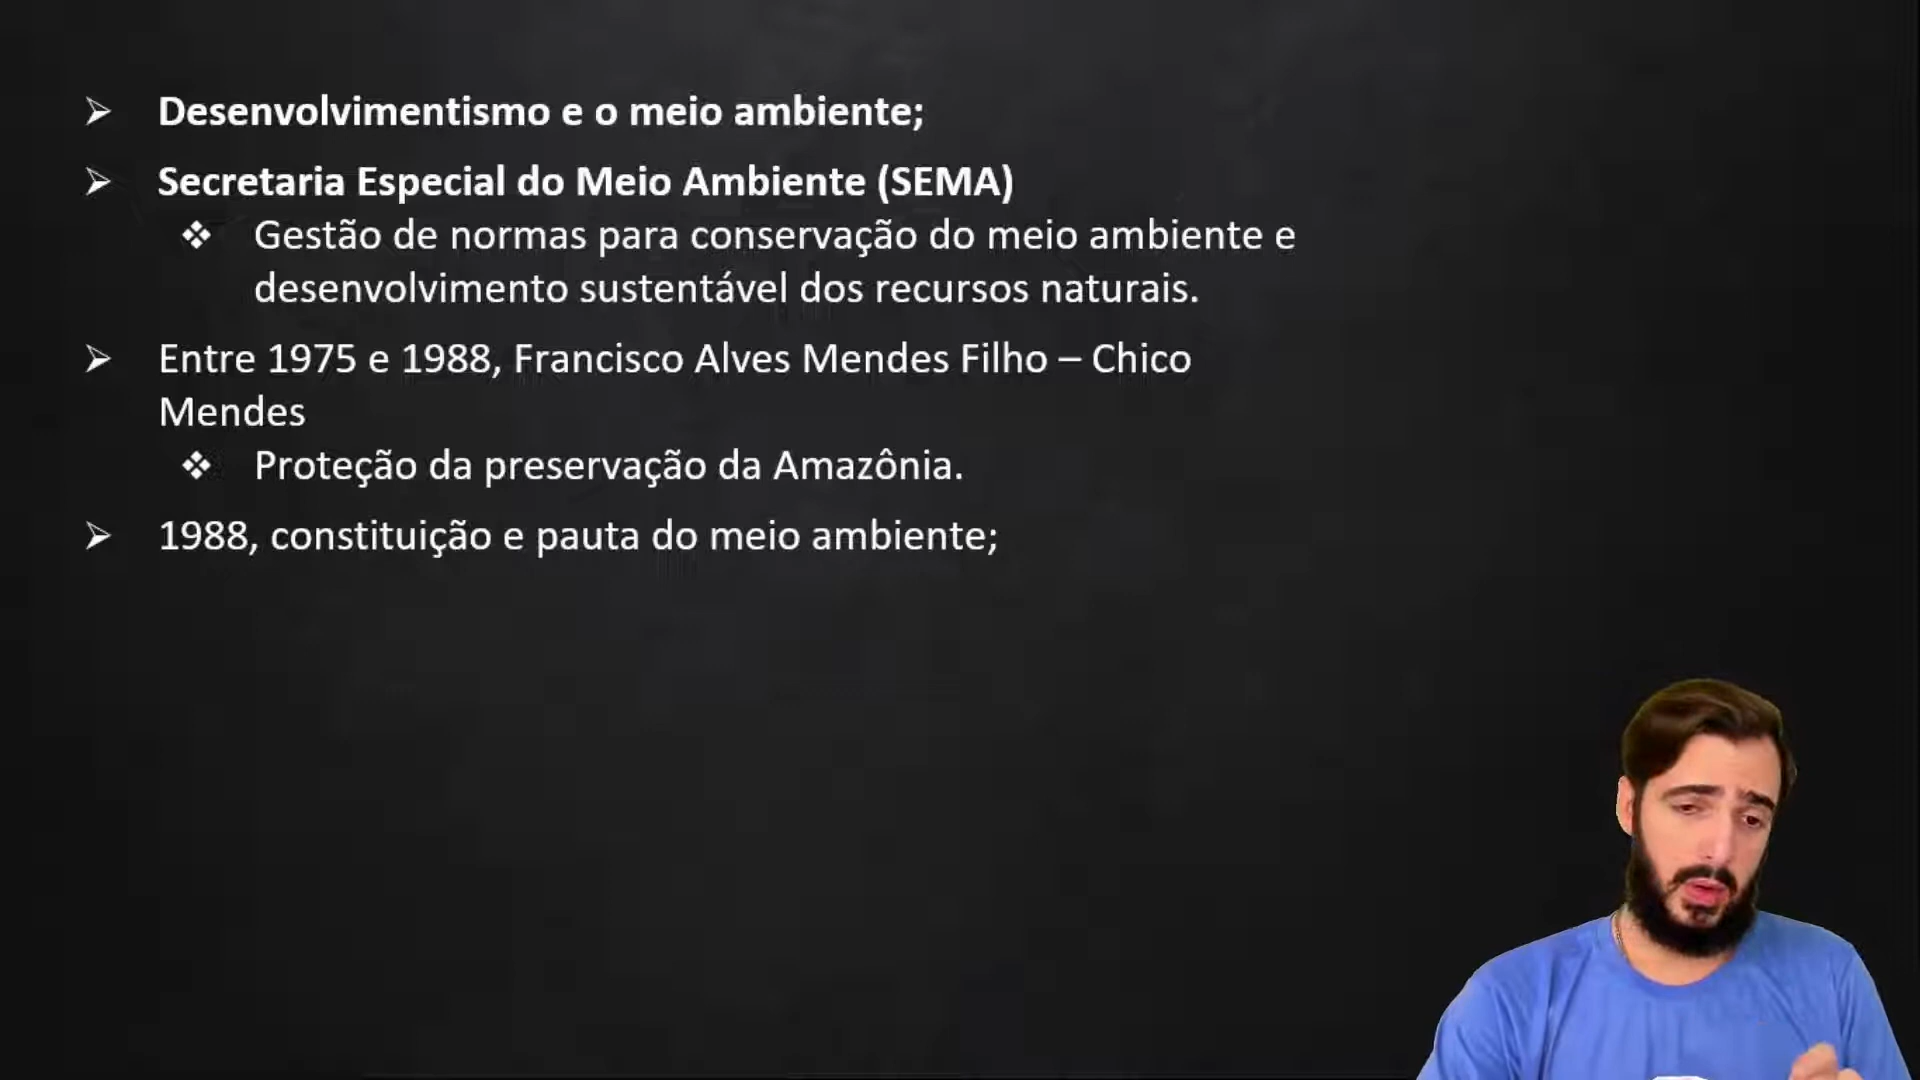 Desenvolvimentismo e o meio ambiente;
Secretaria Especial do Meio Ambiente (SEMA)
Gestão de normas para conservação do meio ambiente e
desenvolvimento sustentável dos recursos naturais.
Entre 1975 e 1988, Francisco Alves Mendes Filho – Chico
Mendes
Proteção da preservação da Amazônia.
1988, constituição e pauta do meio ambiente;